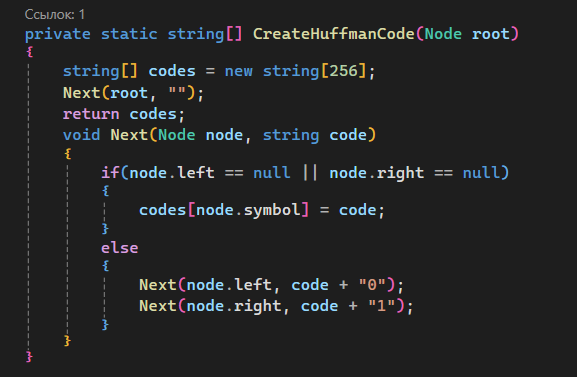 Ссылок: 1
private static string[] CreateHuffmanCode(Node root)
{
string[] codes = new string[256];
Next(root, "");
return codes;
void Next(Node node, string code)
{
if(node.left == null || node.right == null)
{
codes[node.symbol] = code;
}
else
{
Next(node.left, code + "0");
Next(node.right, code + "1");
}
}
}